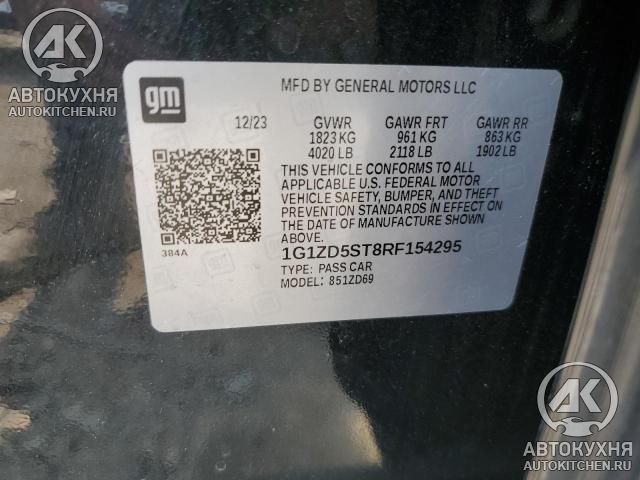 AK
АВТОКУХНЯ
AUTOKITCHEN.RU
gm
MFD BY GENERAL MOTORS LLC
12/23 GVWR GAWR FRT GAWR RR
1823 KG 961 KG 863 KG
4020 LB 2118 LB 1902 LB
THIS VEHICLE CONFORMS TO ALL
APPLICABLE U.S. FEDERAL MOTOR
VEHICLE SAFETY, BUMPER, AND THEFT
PREVENTION STANDARDS IN EFFECT ON
THE DATE OF MANUFACTURE SHOWN
ABOVE.
384A
1G1ZD5ST8RF154295
TYPE: PASS CAR
MODEL: 851ZD69
AK
АВТОКУХНЯ
AUTOKITCHEN.RU